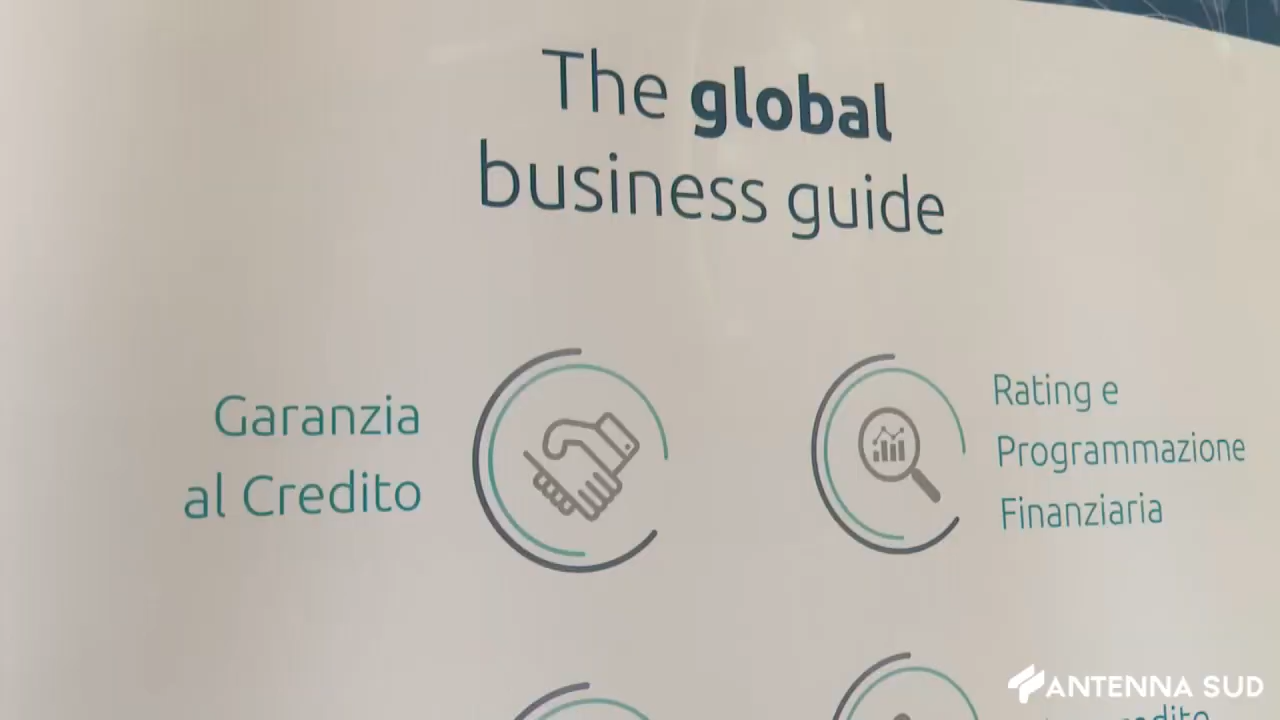 The global
business guide
Garanzia
al Credito
Rating e
Programmazione
Finanziaria
ANTENNA SUD